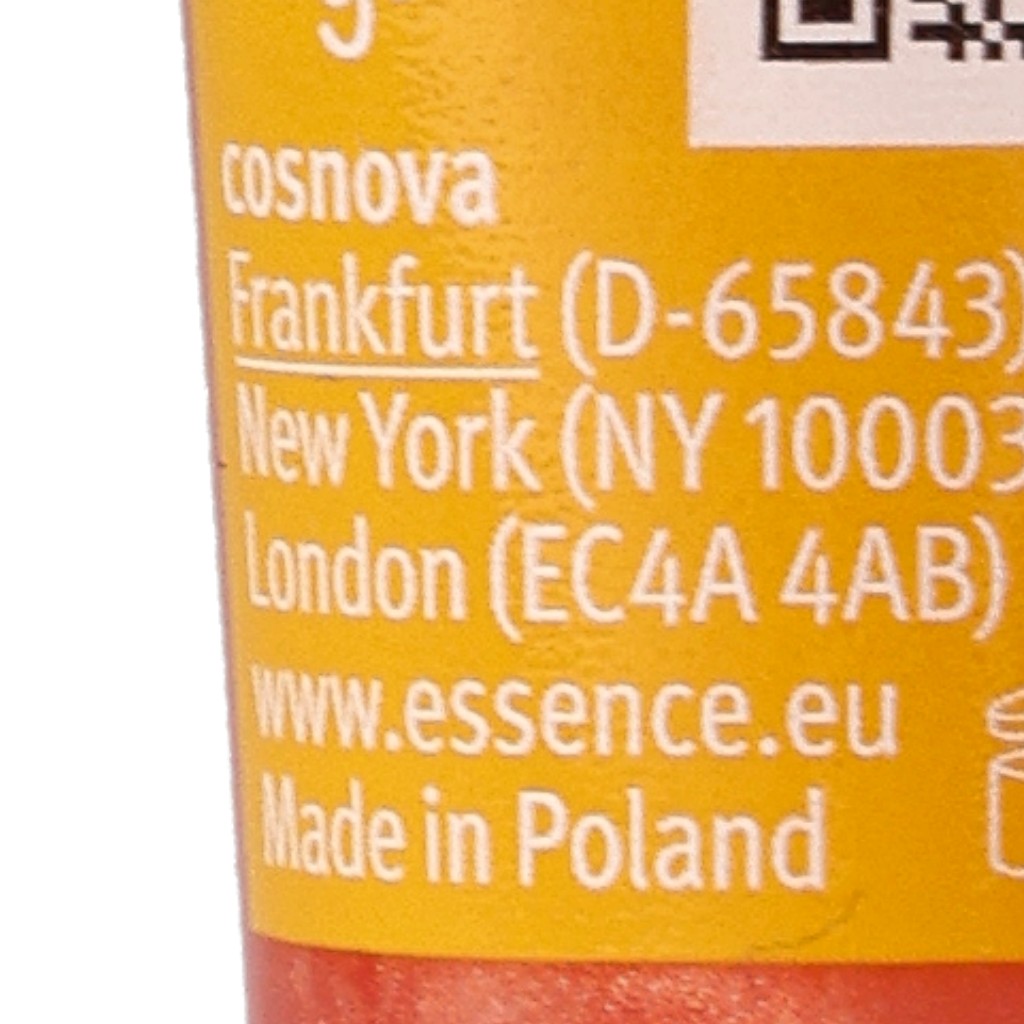 cosnova
Frankfurt (D-65843)
New York (NY 10003
London (EC4A 4AB)
www.essence.eu
Made in Poland